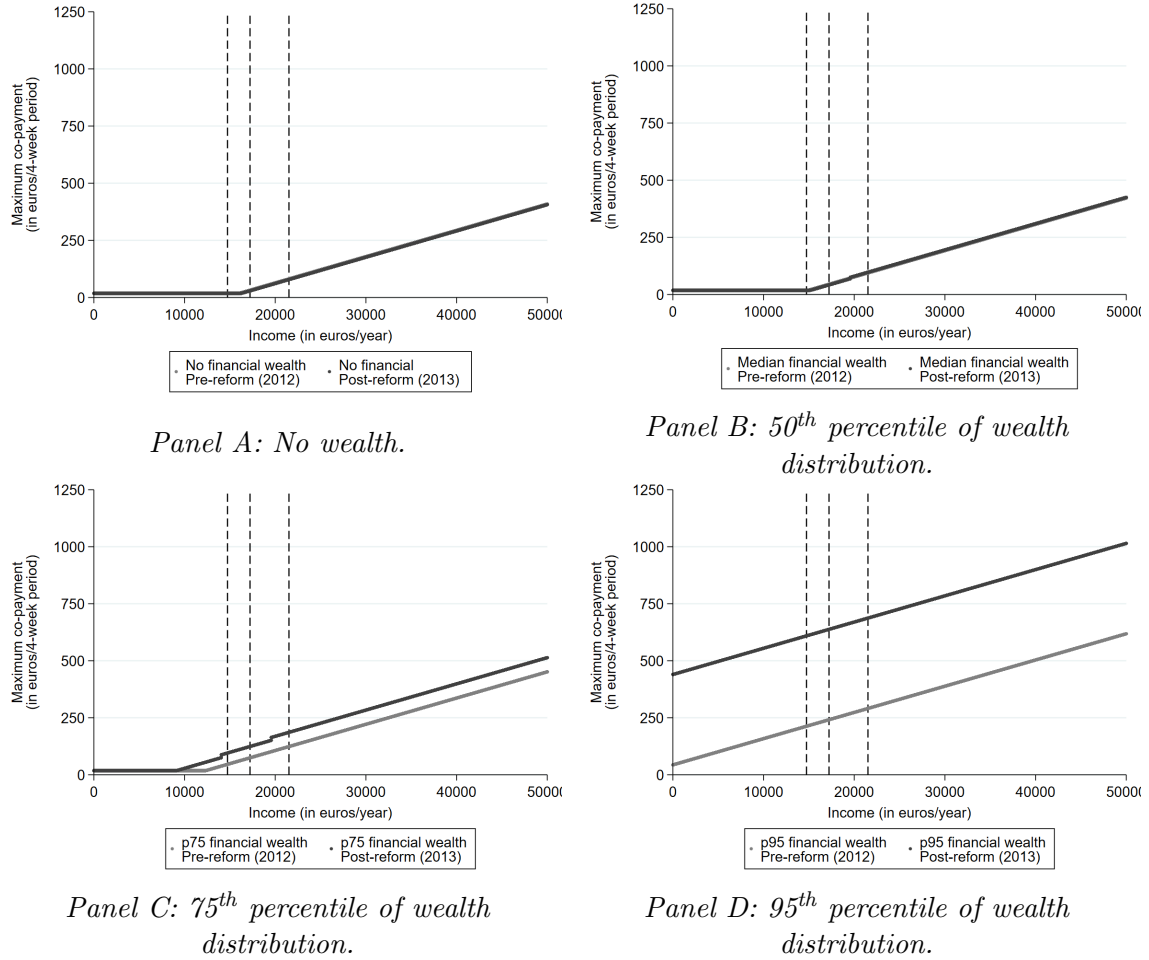 1250
1000
750
500
250
0
Maximum co-payment
(in euros/4-week period)
0 10000 20000 30000 40000 5000(
Income (in euros/year)
No financial wealth
Pre-reform (2012)
No financial
Post-reform (2013)
Panel A: No wealth.
1250
1000
750
500
250
0
Maximum co-payment
(in euros/4-week period)
0 10000 20000 30000 40000 5000(
Income (in euros/year)
Median financial wealth
Pre-reform (2012)
Median financial wealth
Post-reform (2013)
Panel B: 50th percentile of wealth
distribution.
1250
1000
750
500
250
0
Maximum co-payment
(in euros/4-week period)
0 10000 20000 30000 40000 5000(
Income (in euros/year)
p75 financial wealth
Pre-reform (2012)
p75 financial wealth
Post-reform (2013)
Panel C: 75th percentile of wealth
distribution.
1250
1000
750
500
250
0
Maximum co-payment
(in euros/4-week period)
0 10000 20000 30000 40000 5000(
Income (in euros/year)
p95 financial wealth
Pre-reform (2012)
p95 financial wealth
Post-reform (2013)
Panel D: 95th percentile of wealth
distribution.